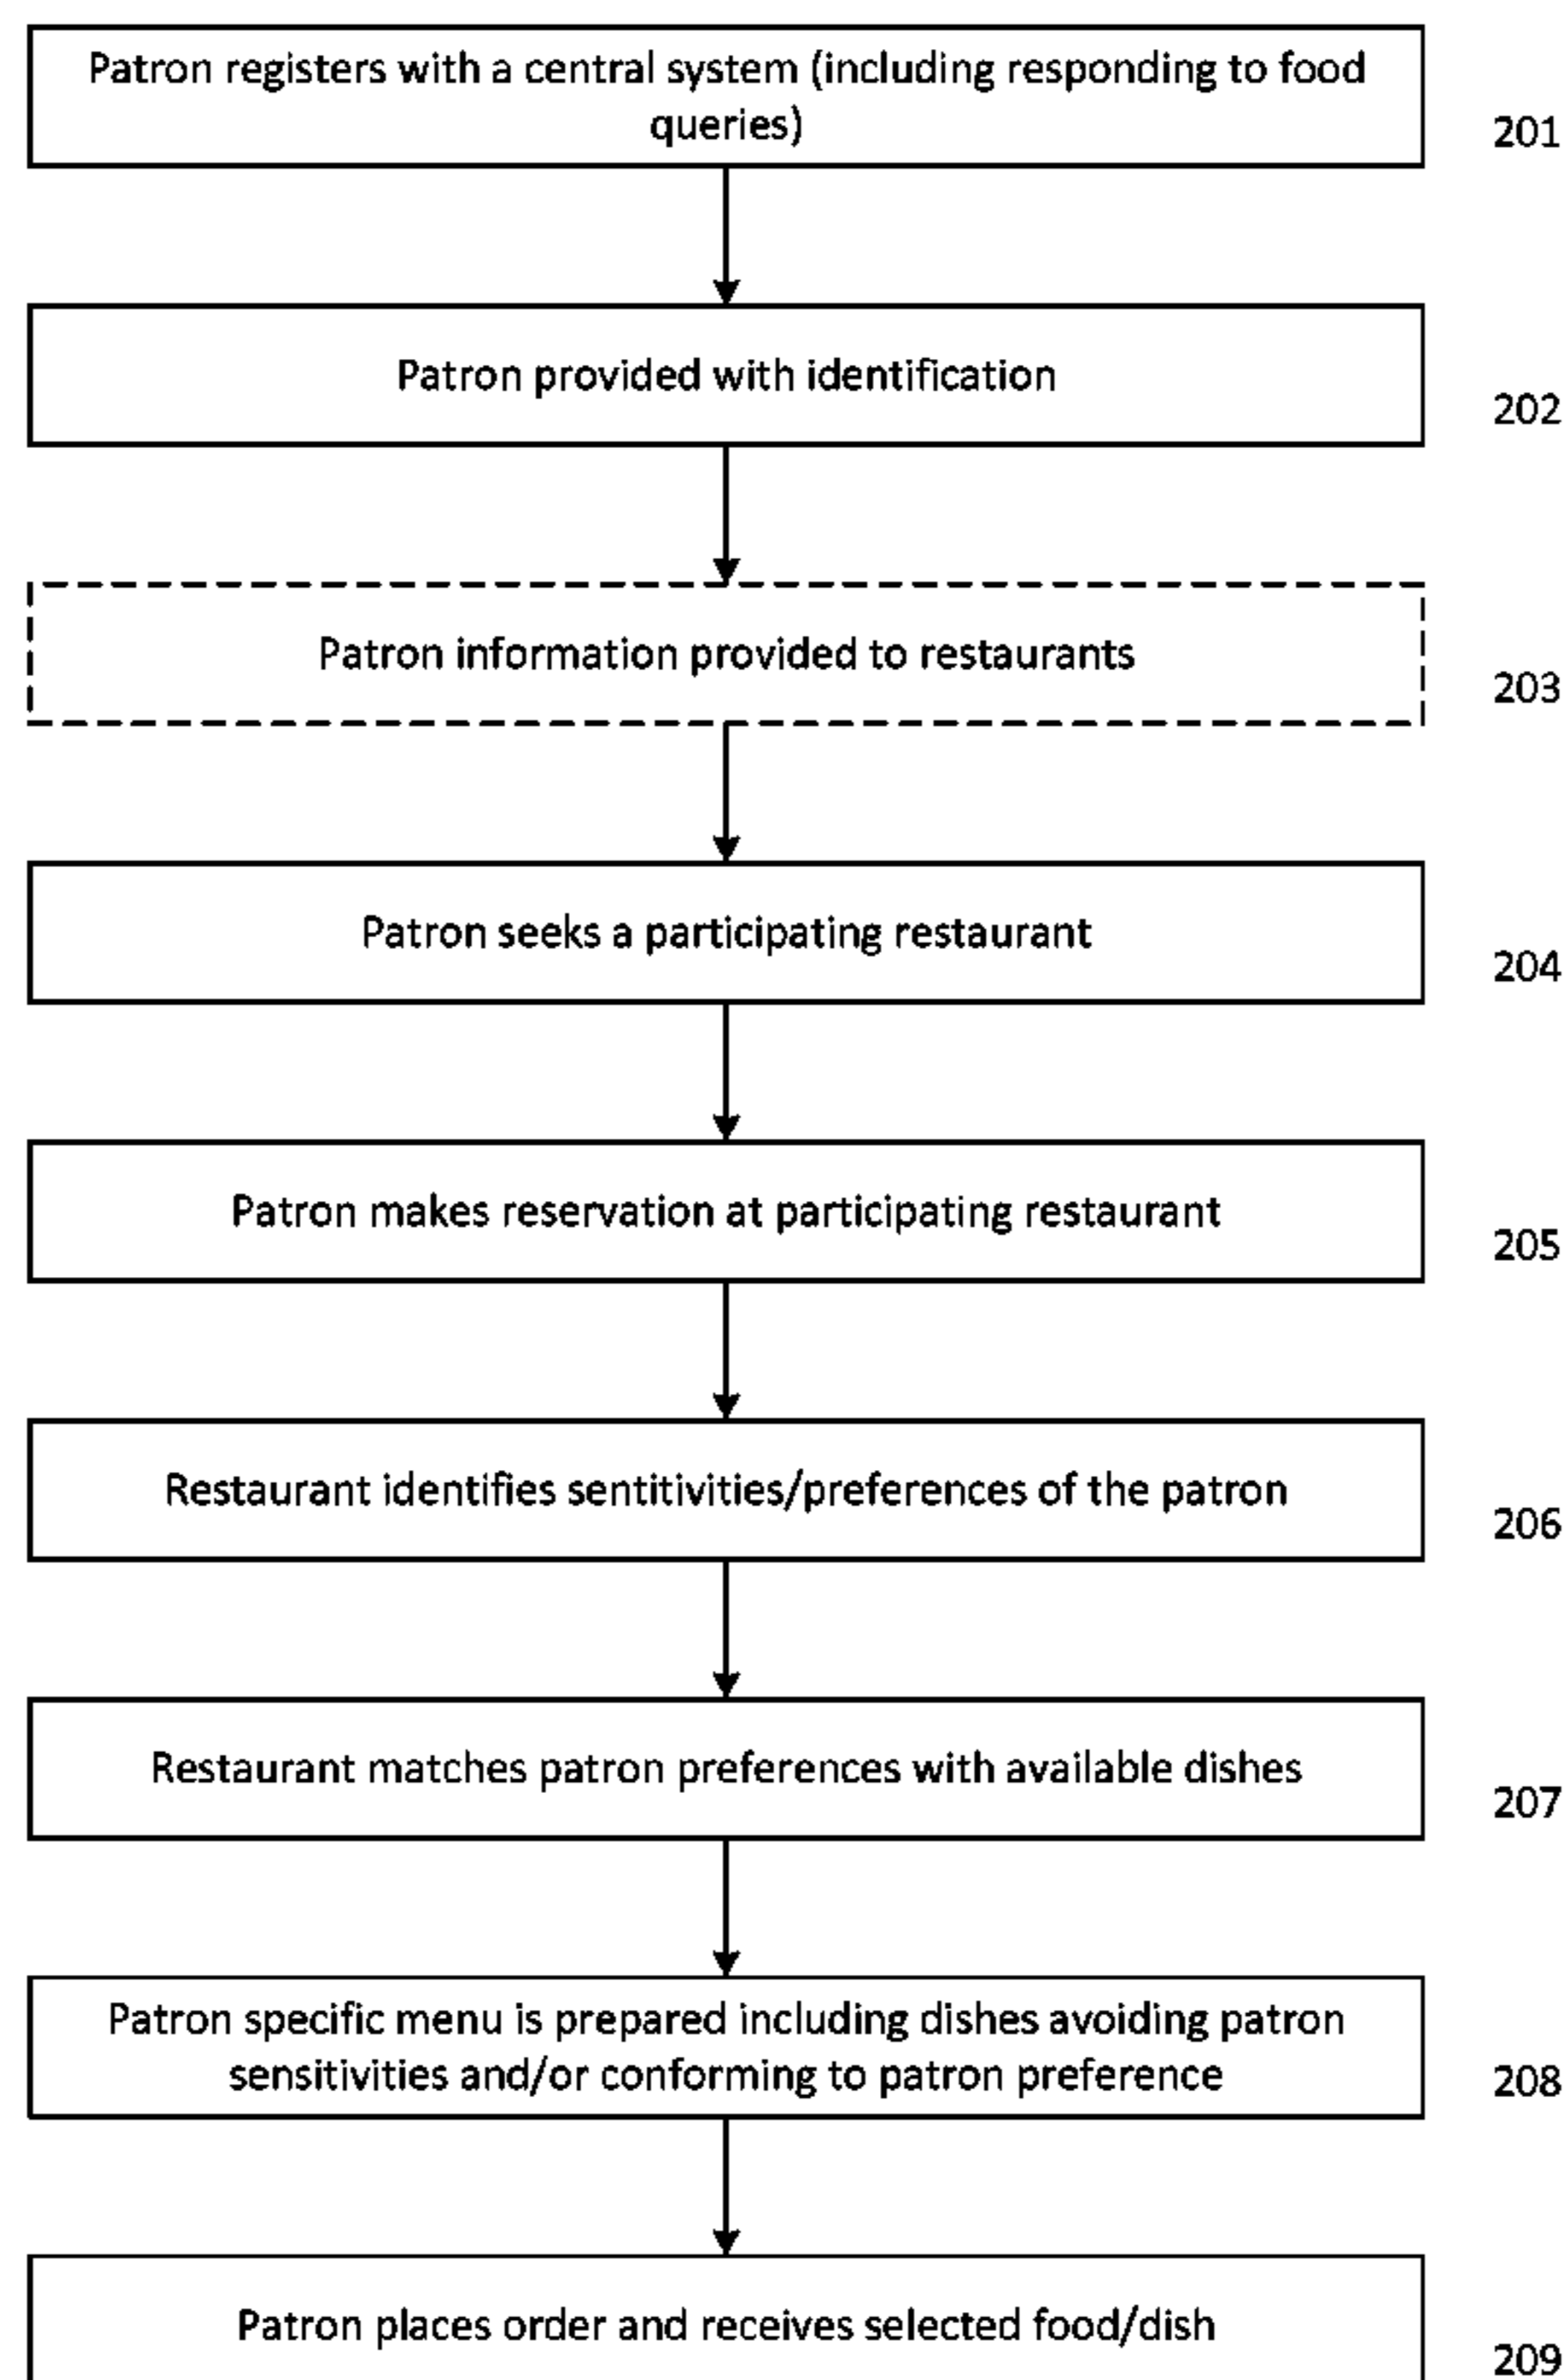 Patron registers with a central system (including responding to food
queries)
201
Patron provided with identification
202
Patron information provided to restaurants
203
Patron seeks a participating restaurant
204
Patron makes reservation at participating restaurant
205
Restaurant identifies sentitivities/preferences of the patron
206
Restaurant matches patron preferences with available dishes
207
Patron specific menu is prepared including dishes avoiding patron
sensitivities and/or conforming to patron preference
208
Patron places order and receives selected food/dish
209